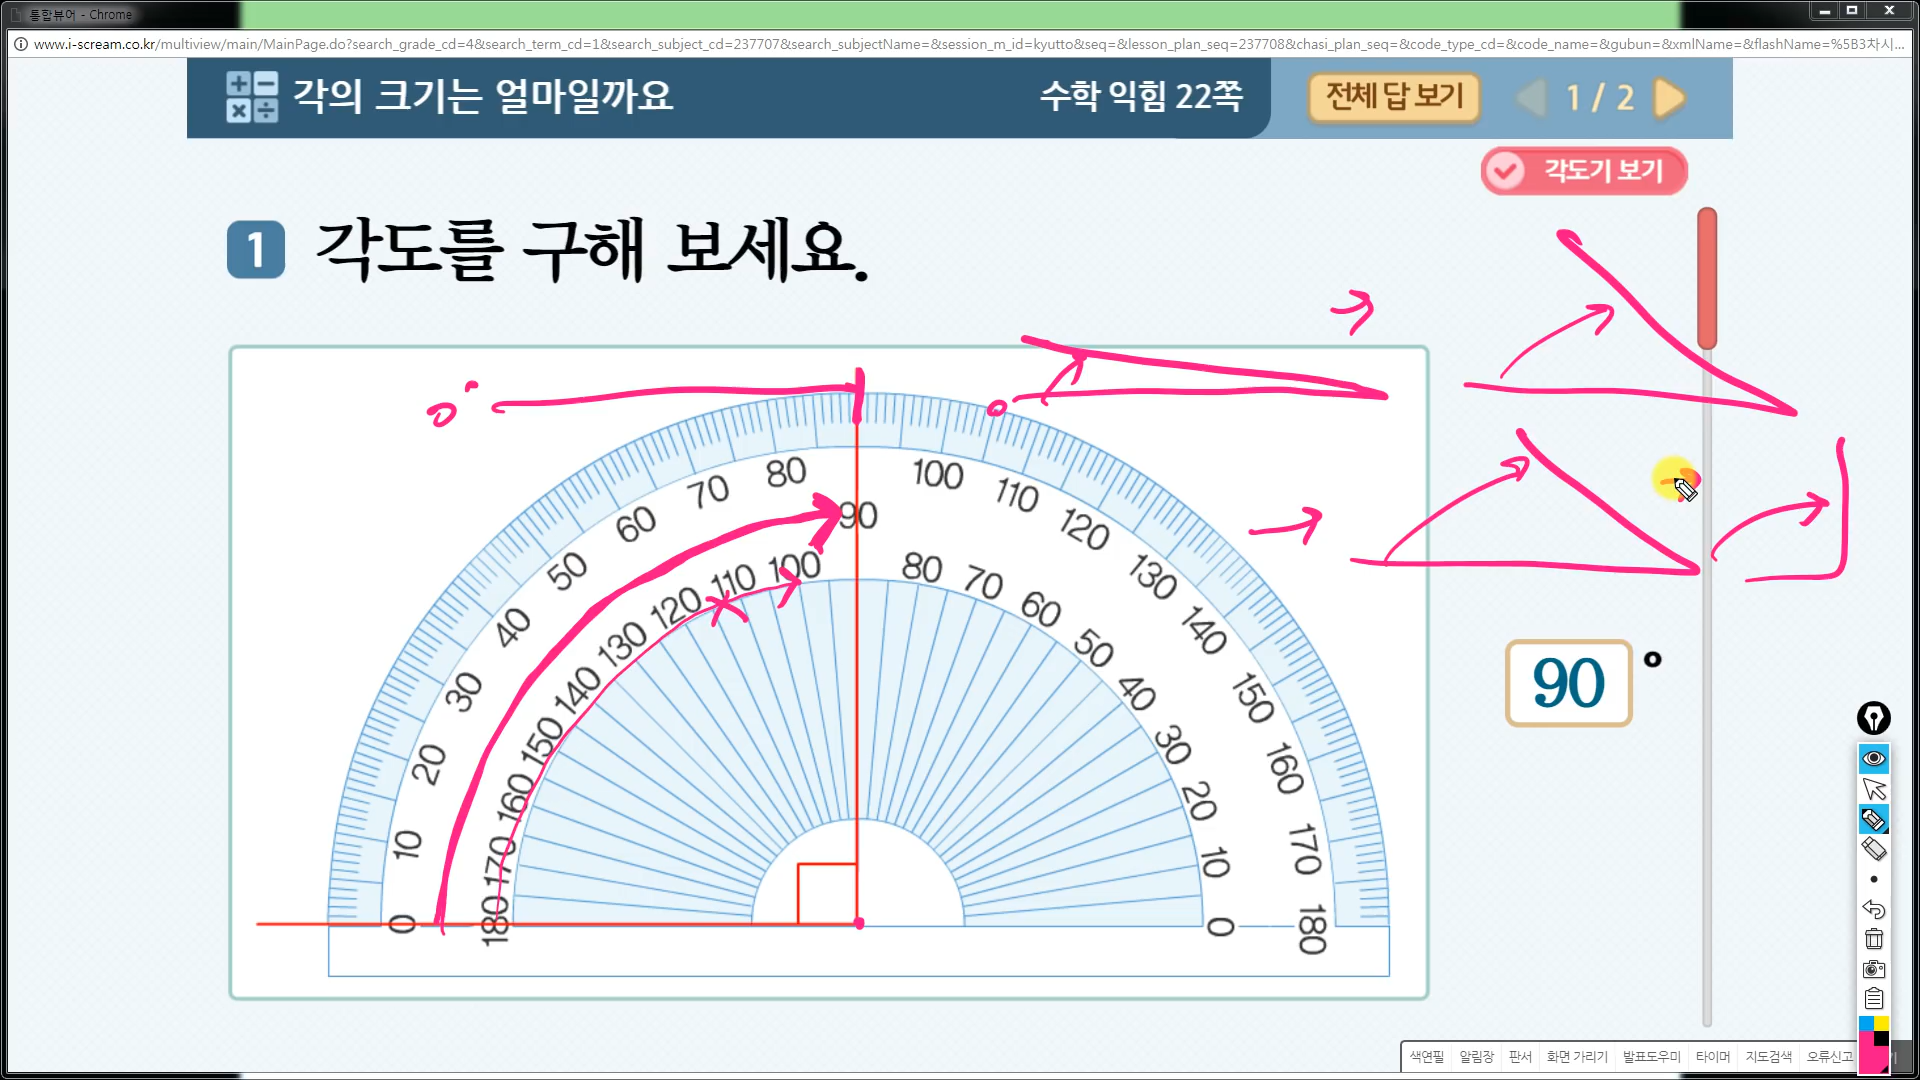 통합뷰어 - Chrome
www.i-scream.co.kr/multiview/main/MainPage.do?search_grade_cd=4&search_term_cd=1&search_subject_cd=237707&search_subjectName=&session_m_id=kyutto&seq=&lesson_plan_seq=237708&chasi_plan_seq=&code_type_cd=&code_name=&gubun=&xmlName=&flashName=%5B3차시...
각의 크기는 얼마일까요 수학 익힘 22쪽 전체 답 보기 1 / 2
각도기 보기
1 각도를 구해 보세요.
0 10 20 30 40 50 60 70 80 90 100 110 120 130 140 150 160 170 180
180 170 160 150 140 130 120 110 100 80 70 60 50 40 30 20 10 0
90°
색연필 알림장 판서 화면 가리기 발표도우미 타이머 지도검색 오류신고